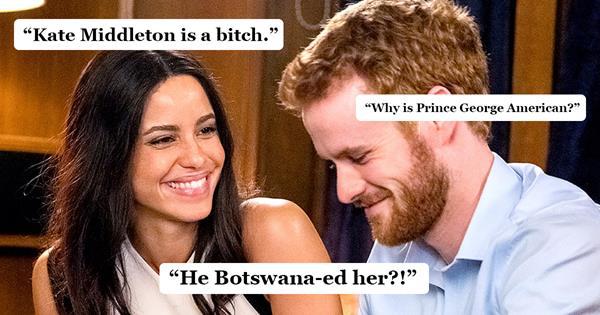 “Kate Middleton is a bitch.”
“Why is Prince George American?”
“He Botswana-ed her?!”